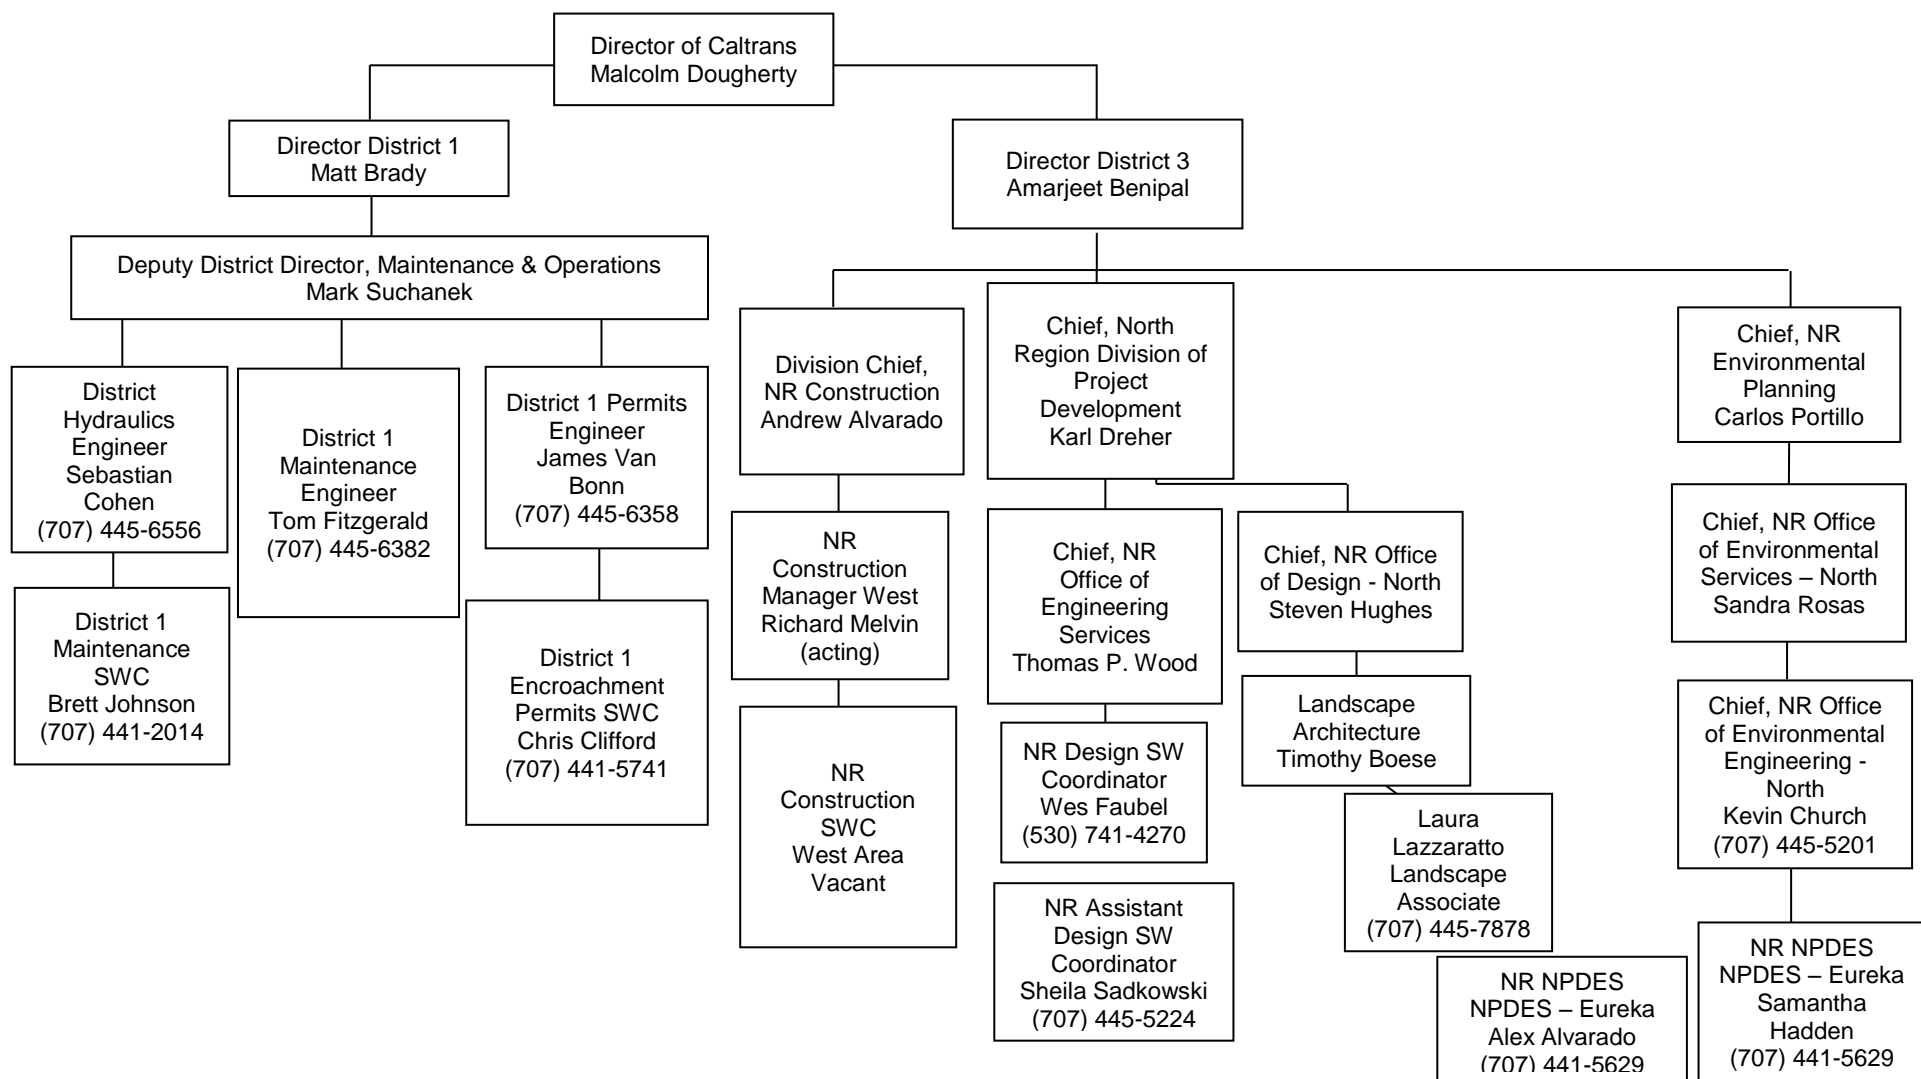 Director of Caltrans
Malcolm Dougherty
Director District 1
Matt Brady
Director District 3
Amarjeet Benipal
Deputy District Director, Maintenance & Operations
Mark Suchanek
District
Hydraulics
Engineer
Sebastian
Cohen
(707) 445-6556
District 1
Maintenance
Engineer
Tom Fitzgerald
(707) 445-6382
District 1 Permits
Engineer
James Van
Bonn
(707) 445-6358
Division Chief,
NR Construction
Andrew Alvarado
Chief, North
Region Division of
Project
Development
Karl Dreher
Chief, NR
Environmental
Planning
Carlos Portillo
District 1
Maintenance
SWC
Brett Johnson
(707) 441-2014
District 1
Encroachment
Permits SWC
Chris Clifford
(707) 441-5741
NR
Construction
Manager West
Richard Melvin
(acting)
Chief, NR
Office of
Engineering
Services
Thomas P. Wood
Chief, NR Office
of Design - North
Steven Hughes
Chief, NR Office
of Environmental
Services – North
Sandra Rosas
NR
Construction
SWC
West Area
Vacant
NR Design SW
Coordinator
Wes Faubel
(530) 741-4270
Landscape
Architecture
Timothy Boese
Chief, NR Office
of Environmental
Engineering -
North
Kevin Church
(707) 445-5201
NR Assistant
Design SW
Coordinator
Sheila Sadkowski
(707) 445-5224
Laura
Lazzaratto
Landscape
Associate
(707) 445-7878
NR NPDES
NPDES – Eureka
Alex Alvarado
(707) 441-5629
NR NPDES
NPDES – Eureka
Samantha
Hadden
(707) 441-5629